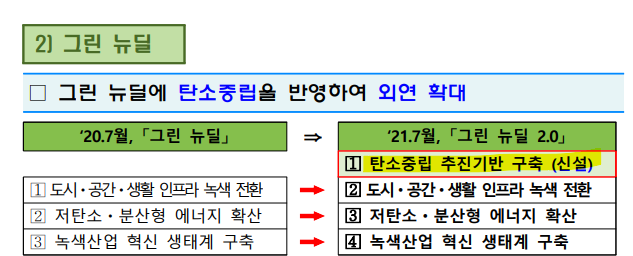 2) 그린 뉴딜
□ 그린 뉴딜에 탄소중립을 반영하여 외연 확대
‘20.7월,「그린 뉴딜」 ⇒ ‘21.7월,「그린 뉴딜 2.0」
1 탄소중립 추진기반 구축 (신설)
1 도시·공간·생활 인프라 녹색 전환 → 2 도시·공간·생활 인프라 녹색 전환
2 저탄소·분산형 에너지 확산 → 3 저탄소·분산형 에너지 확산
3 녹색산업 혁신 생태계 구축 → 4 녹색산업 혁신 생태계 구축